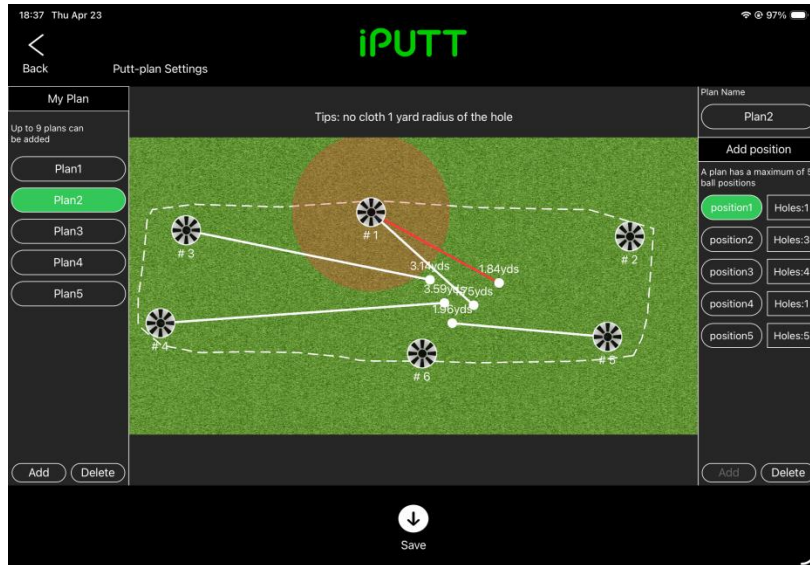 18:37 Thu Apr 23
97%
iPUTT
Back
Putt-plan Settings
My Plan
Up to 9 plans can
be added
Plan1
Plan2
Plan3
Plan4
Plan5
Add
Delete
Tips: no cloth 1 yard radius of the hole
# 1
# 2
# 3
3.14yds
1.84yds
3.59yds
1.96yds
# 4
# 5
# 6
Plan Name
Plan2
Add position
A plan has a maximum of 5
ball positions
position1 Holes:1
position2 Holes:3
position3 Holes:4
position4 Holes:1
position5 Holes:5
Add
Delete
Save